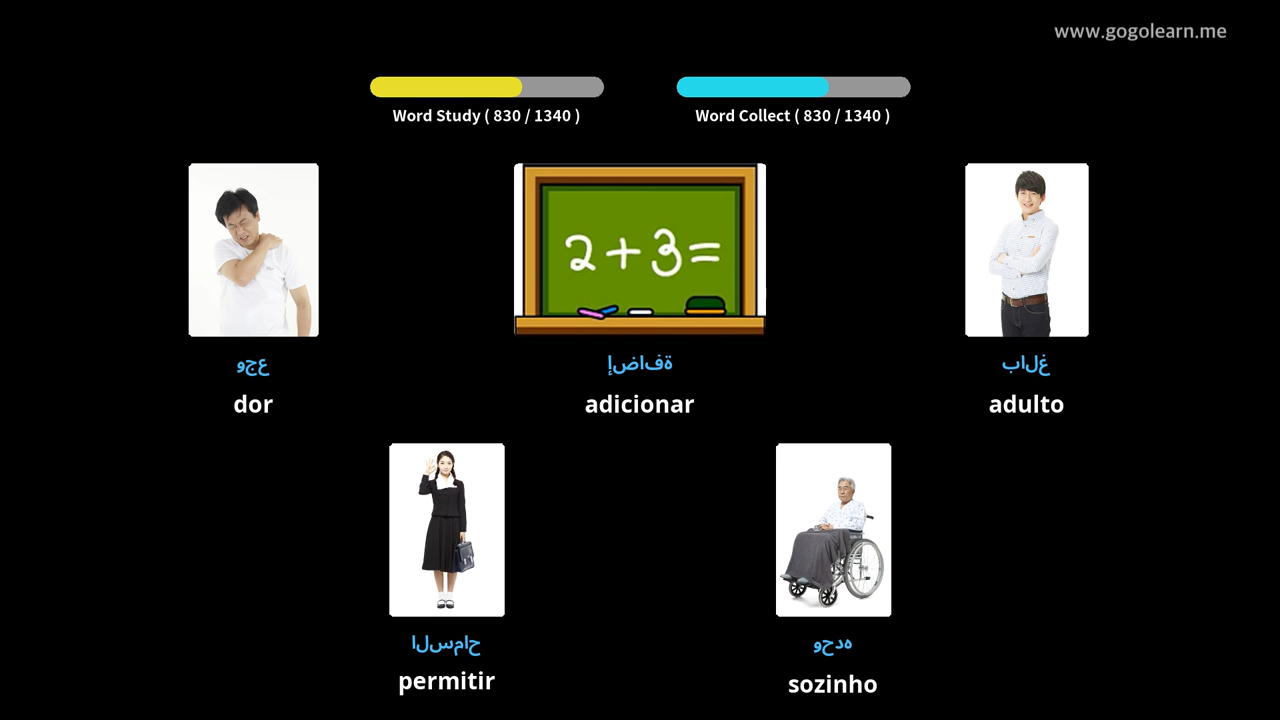 www.gogolearn.me
Word Study ( 830 / 1340 )
Word Collect ( 830 / 1340 )
2+3=
وجع
إضافة
بالغ
dor
adicionar
adulto
السماح
وحده
permitir
sozinho